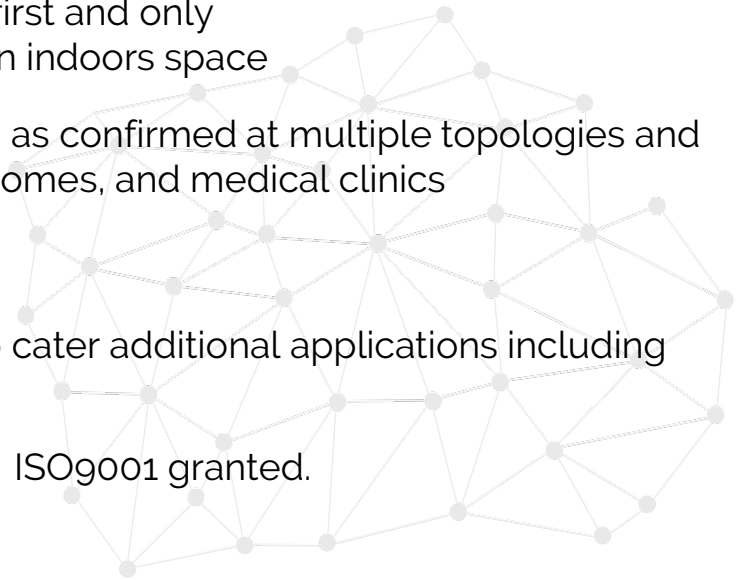 first and only
n indoors space
as confirmed at multiple topologies and
omes, and medical clinics
cater additional applications including
ISO9001 granted.